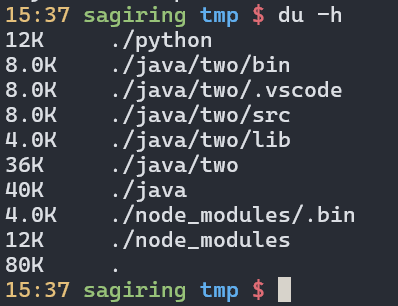 15:37 sagiring tmp $ du -h
12K     ./python
8.0K    ./java/two/bin
8.0K    ./java/two/.vscode
8.0K    ./java/two/src
4.0K    ./java/two/lib
36K     ./java/two
40K     ./java
4.0K    ./node_modules/.bin
12K     ./node_modules
80K     .
15:37 sagiring tmp $